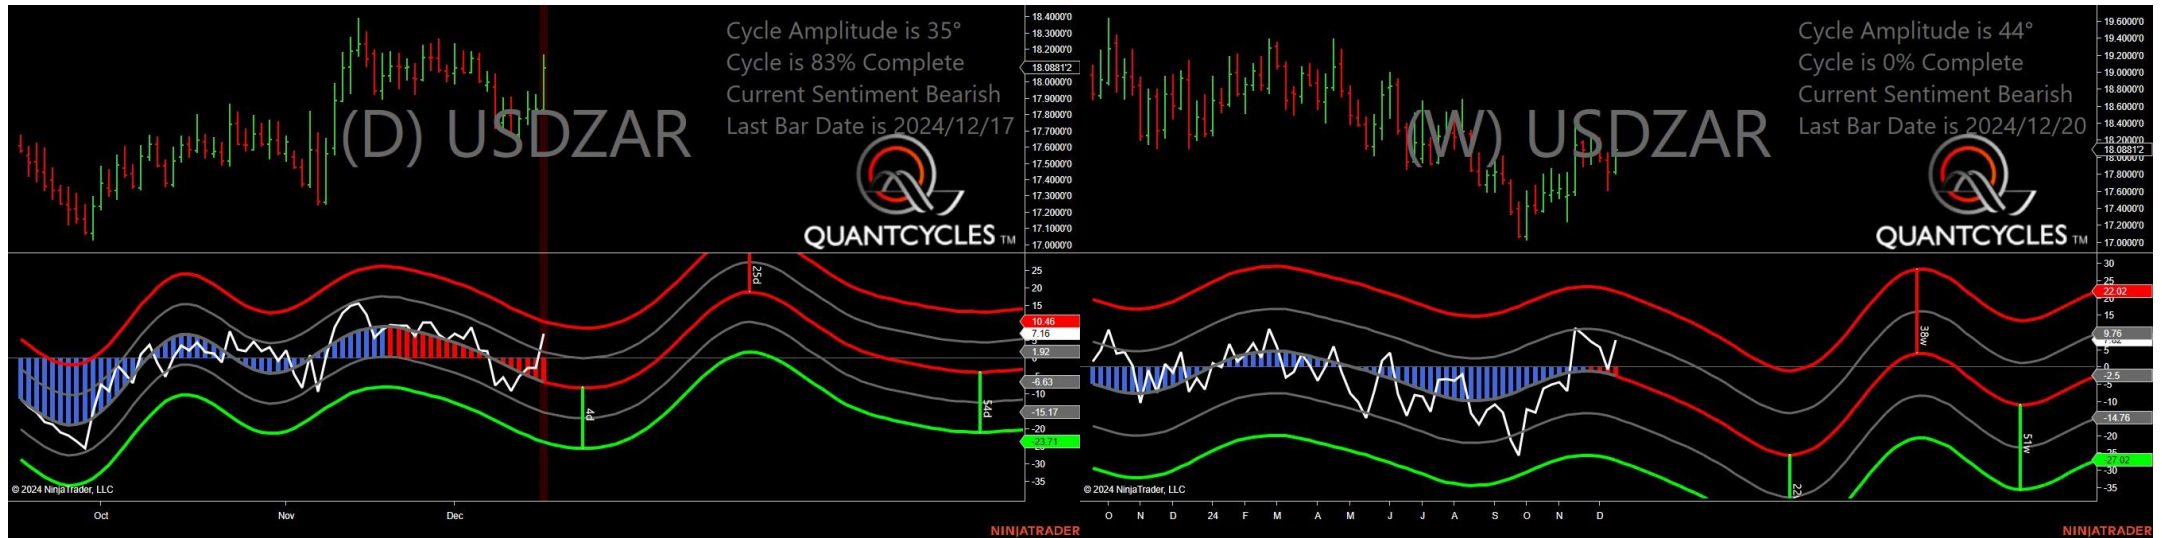 Cycle Amplitude is 35°
Cycle is 83% Complete
Current Sentiment Bearish
Last Bar Date is 2024/12/17
(D) USDZAR
QUANTCYCLES TM
18.4000'0
18.3000'0
18.2000'0
18.0881'2
18.0000'0
17.9000'0
17.8000'0
17.7000'0
17.6000'0
17.5000'0
17.4000'0
17.3000'0
17.2000'0
17.1000'0
17.0000'0
25d
4d
54d
25
20
15
10.46
7.16
1.92
0
-6.63
-10
-15.17
-20
-23.71
-30
-35
© 2024 NinjaTrader, LLC
Oct Nov Dec
NINJATRADER
Cycle Amplitude is 44°
Cycle is 0% Complete
Current Sentiment Bearish
Last Bar Date is 2024/12/20
(W) USDZAR
QUANTCYCLES TM
19.6000'0
19.4000'0
19.2000'0
19.0000'0
18.8000'0
18.6000'0
18.4000'0
18.2000'0
18.0881'2
18.0000'0
17.8000'0
17.6000'0
17.4000'0
17.2000'0
17.0000'0
38w
22
51w
30
22.02
20
15
9.76
5
0
-2.5
-5
-10
-14.76
-20
-25
-27.02
-30
-35
© 2024 NinjaTrader, LLC
O N D 24 F M A M J J A S O N D
NINJATRADER